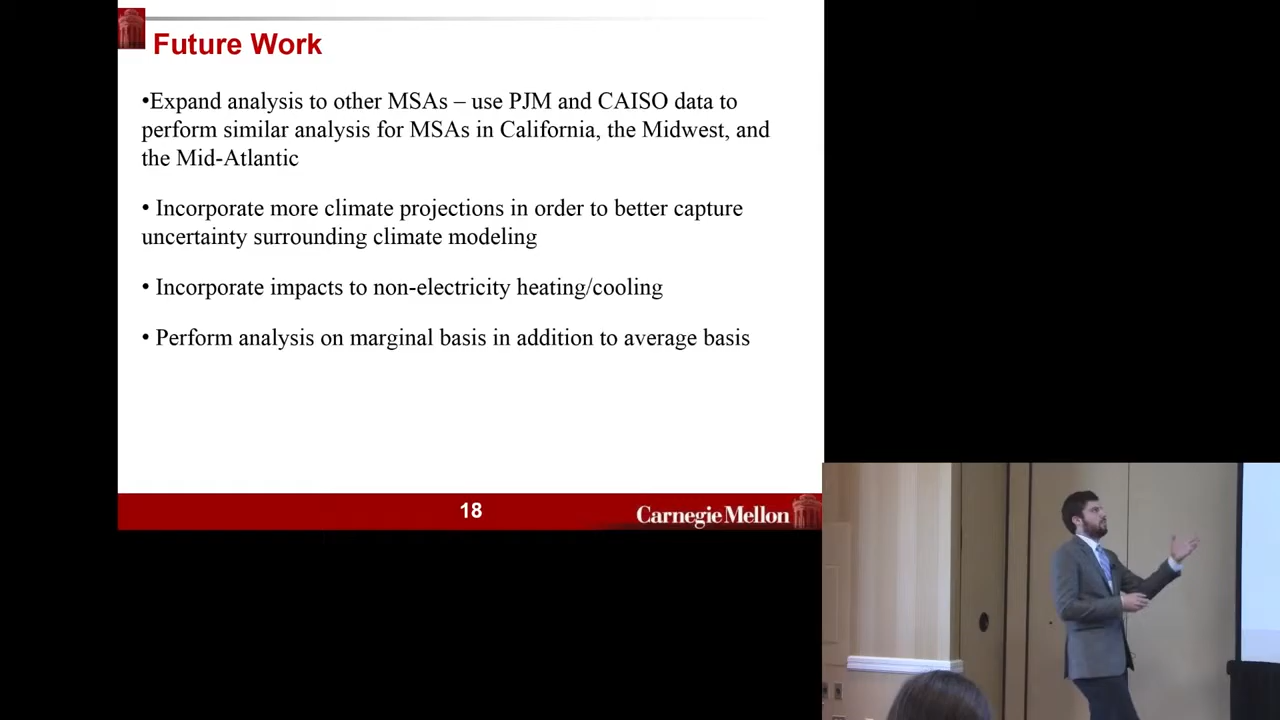 Future Work
•Expand analysis to other MSAs – use PJM and CAISO data to
perform similar analysis for MSAs in California, the Midwest, and
the Mid-Atlantic
• Incorporate more climate projections in order to better capture
uncertainty surrounding climate modeling
• Incorporate impacts to non-electricity heating/cooling
• Perform analysis on marginal basis in addition to average basis
18
Carnegie Mellon